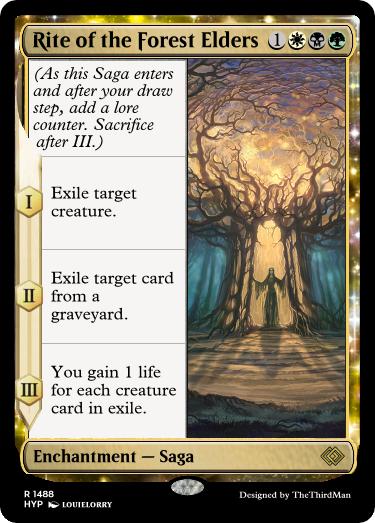 Rite of the Forest Elders 1
(As this Saga enters
and after your draw
step, add a lore
counter. Sacrifice
after III.)
I
Exile target
creature.
II
Exile target card
from a
graveyard.
III
You gain 1 life
for each creature
card in exile.
Enchantment — Saga
R 1488
HYP LOUIELORRY
Designed by TheThirdMan